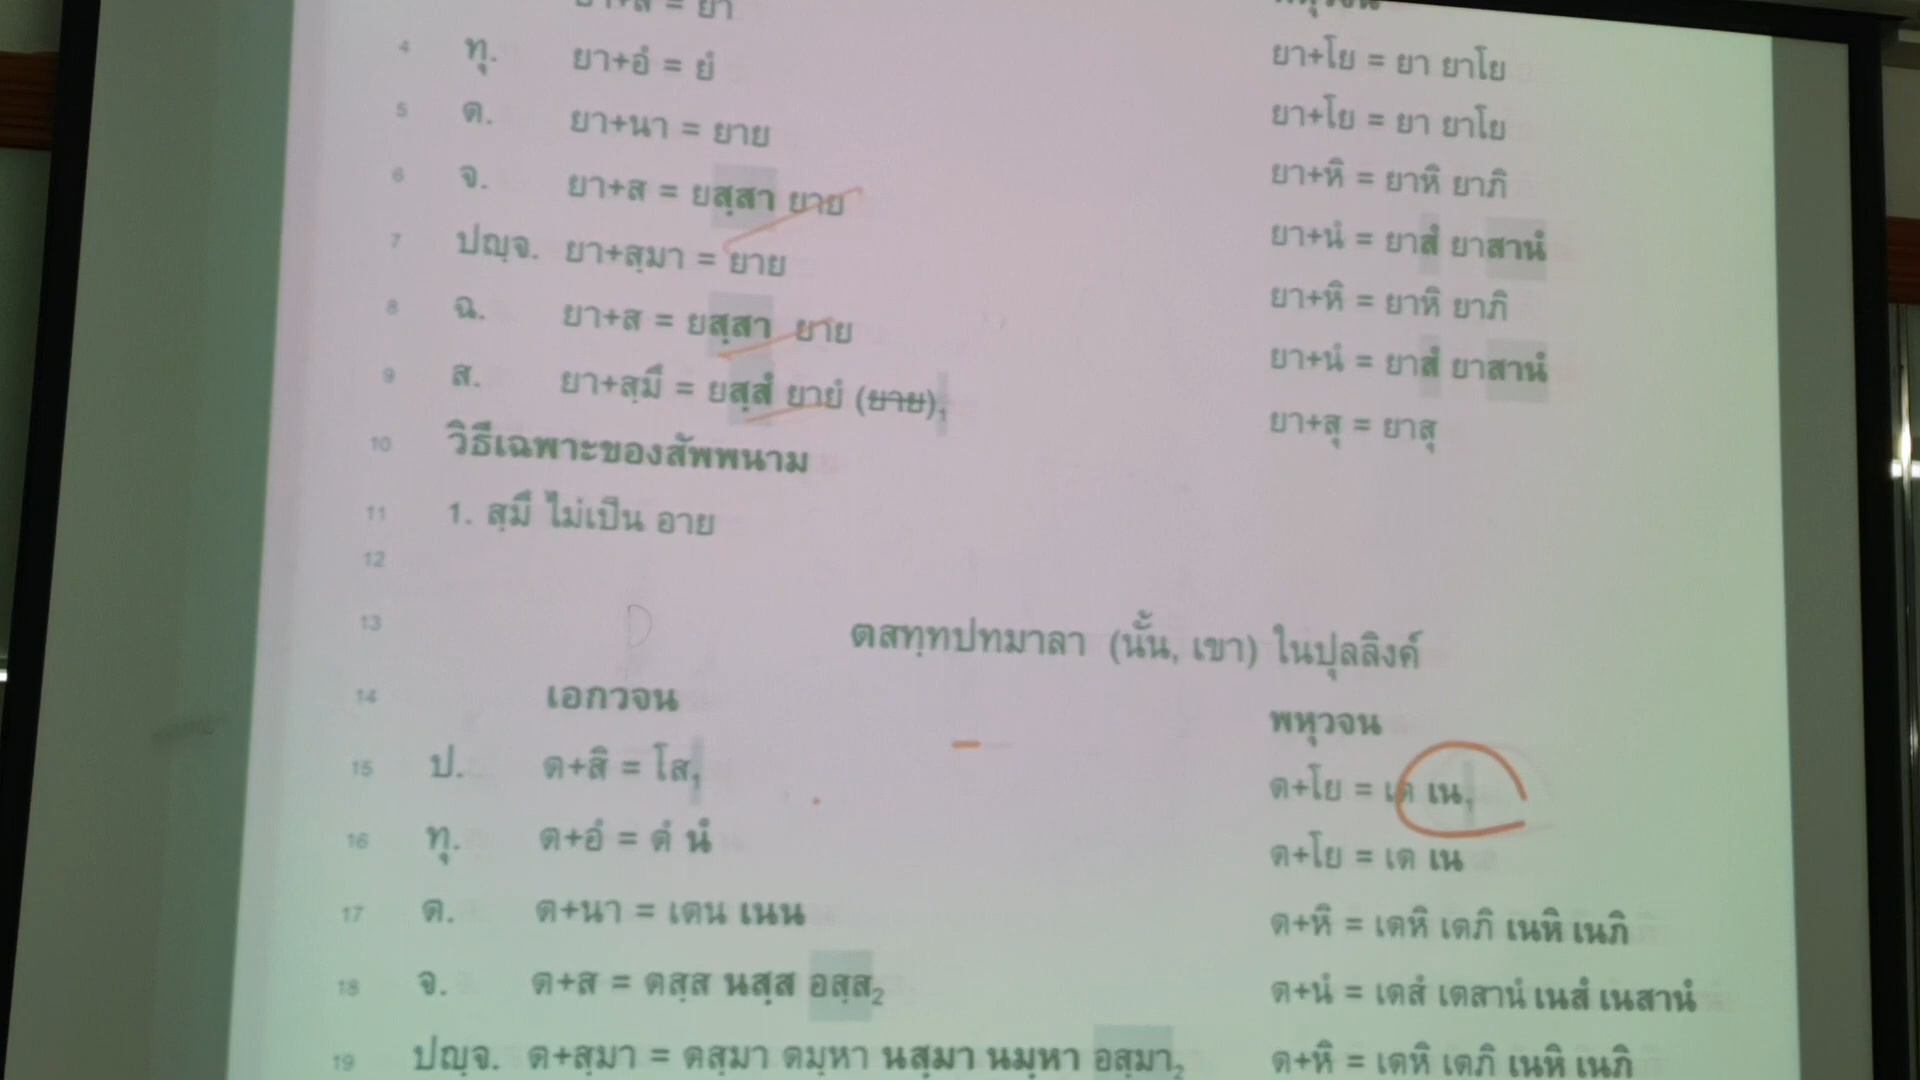 ยา+ส = ยา
4 ทุ. ยา+อํ = ยํ ยา+โย = ยา ยาโย
5 ต. ยา+นา = ยาย ยา+โย = ยา ยาโย
6 จ. ยา+ส = ยสฺสา ยาย ยา+หิ = ยาหิ ยาภิ
7 ปญฺจ. ยา+สฺมา = ยาย ยา+นํ = ยาสํ ยาสานํ
8 ฉ. ยา+ส = ยสฺสา ยาย ยา+หิ = ยาหิ ยาภิ
9 ส. ยา+สฺมึ = ยสฺสํ ยายํ (ยาย)1 ยา+นํ = ยาสํ ยาสานํ
10 วิธีเฉพาะของสัพพนาม ยา+สุ = ยาสุ
11 1. สฺมึ ไม่เป็น อาย
12
13 ตสทฺทปทมาลา (นั้น, เขา) ในปุลลิงค์
14 เอกวจน พหุวจน
15 ป. ต+สิ = โส1 ต+โย = เต เน1
16 ทุ. ต+อํ = ตํ นํ ต+โย = เต เน
17 ต. ต+นา = เตน เนน ต+หิ = เตหิ เตภิ เนหิ เนภิ
18 จ. ต+ส = ตสฺส นสฺส อสฺส2 ต+นํ = เตสํ เตสานํ เนสํ เนสานํ
19 ปญฺจ. ต+สฺมา = ตสฺมา ตมฺหา นสฺมา นมฺหา อสฺมา2 ต+หิ = เตหิ เตภิ เนหิ เนภิ